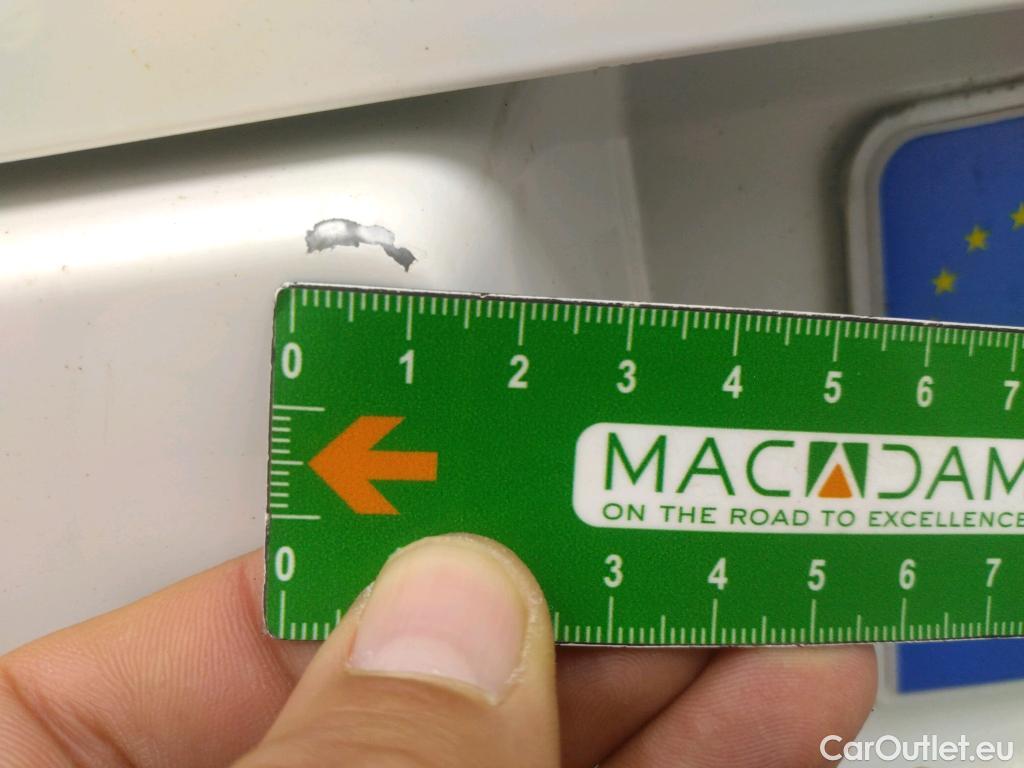 0 1 2 3 4 5 6 7
MACADAM
ON THE ROAD TO EXCELLENCE
0 3 4 5 6 7
CarOutlet.eu